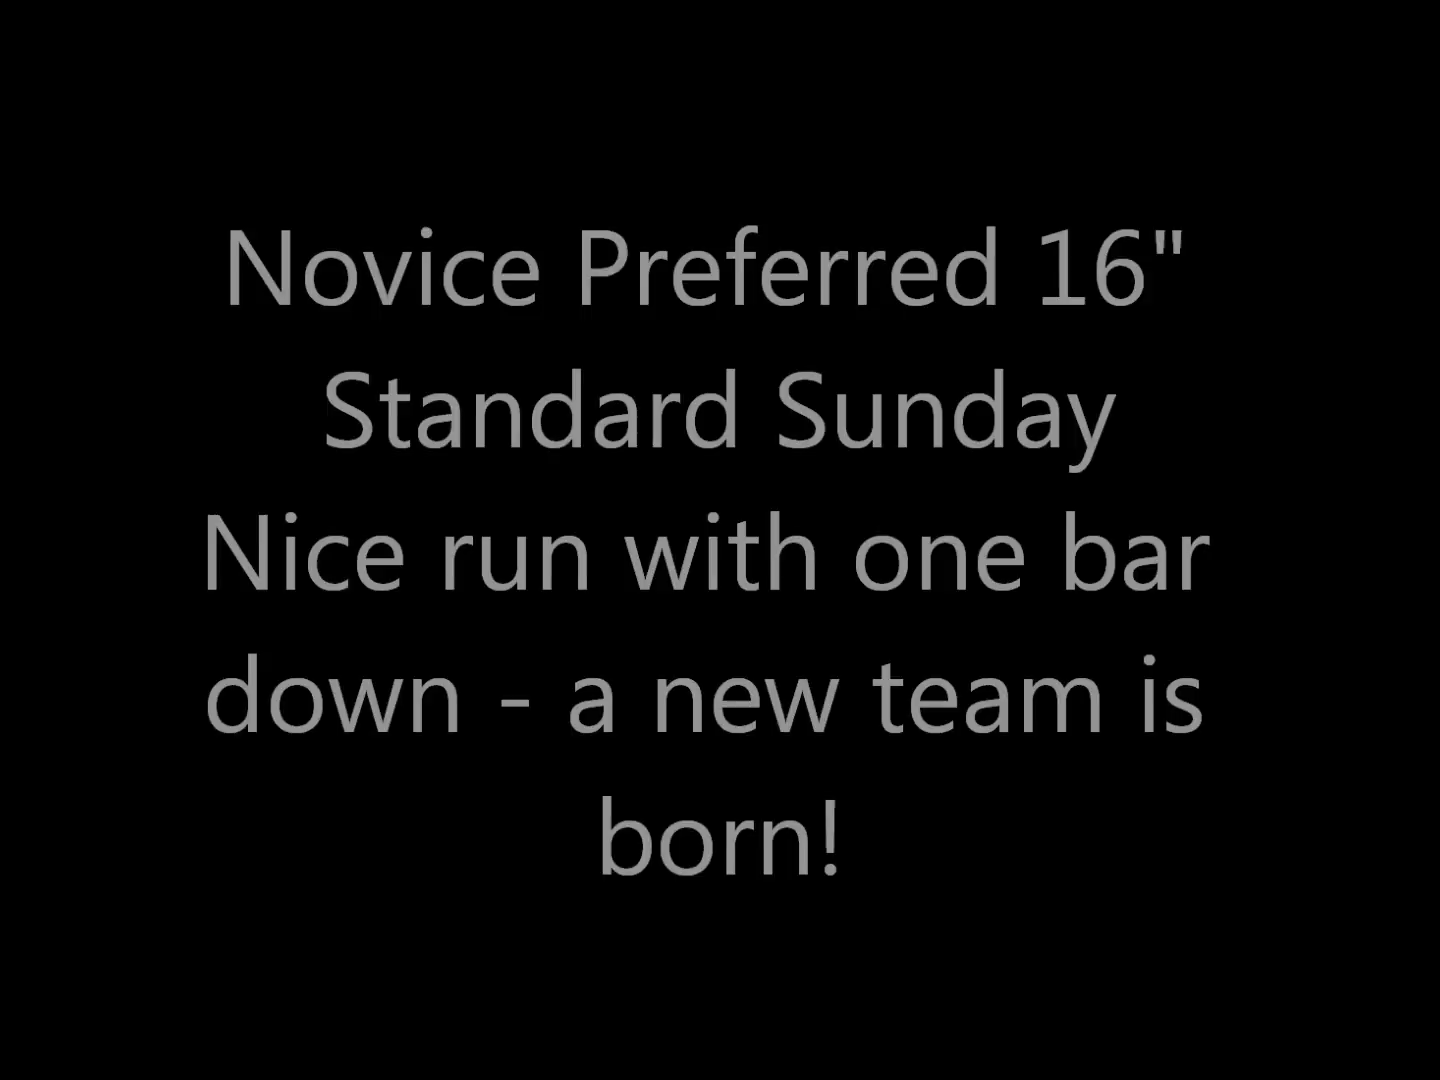 Novice Preferred 16"
Standard Sunday
Nice run with one bar
down - a new team is
born!